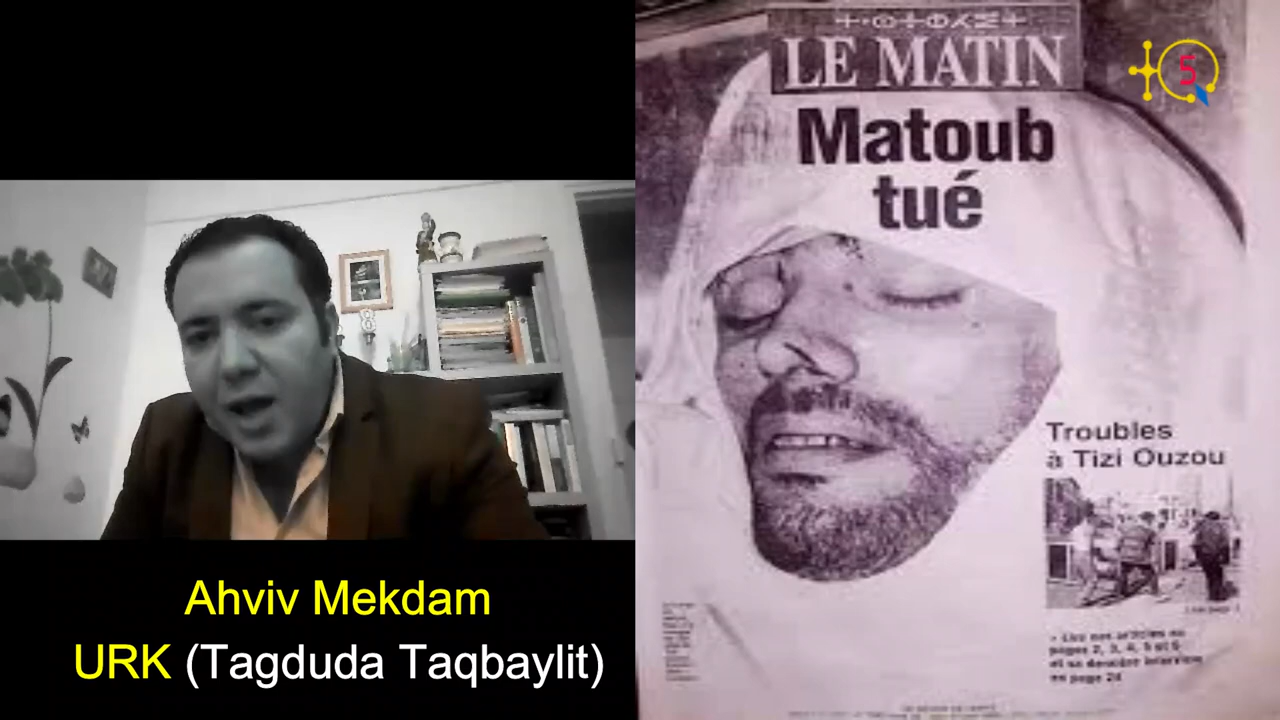 Ahviv Mekdam
URK (Tagduda Taqbaylit)
LE MATIN
5
Matoub
tué
Troubles
à Tizi Ouzou
• Lire nos articles en
pages 2, 3, 4, 5 et 6
et sa dernière interview
en page 24